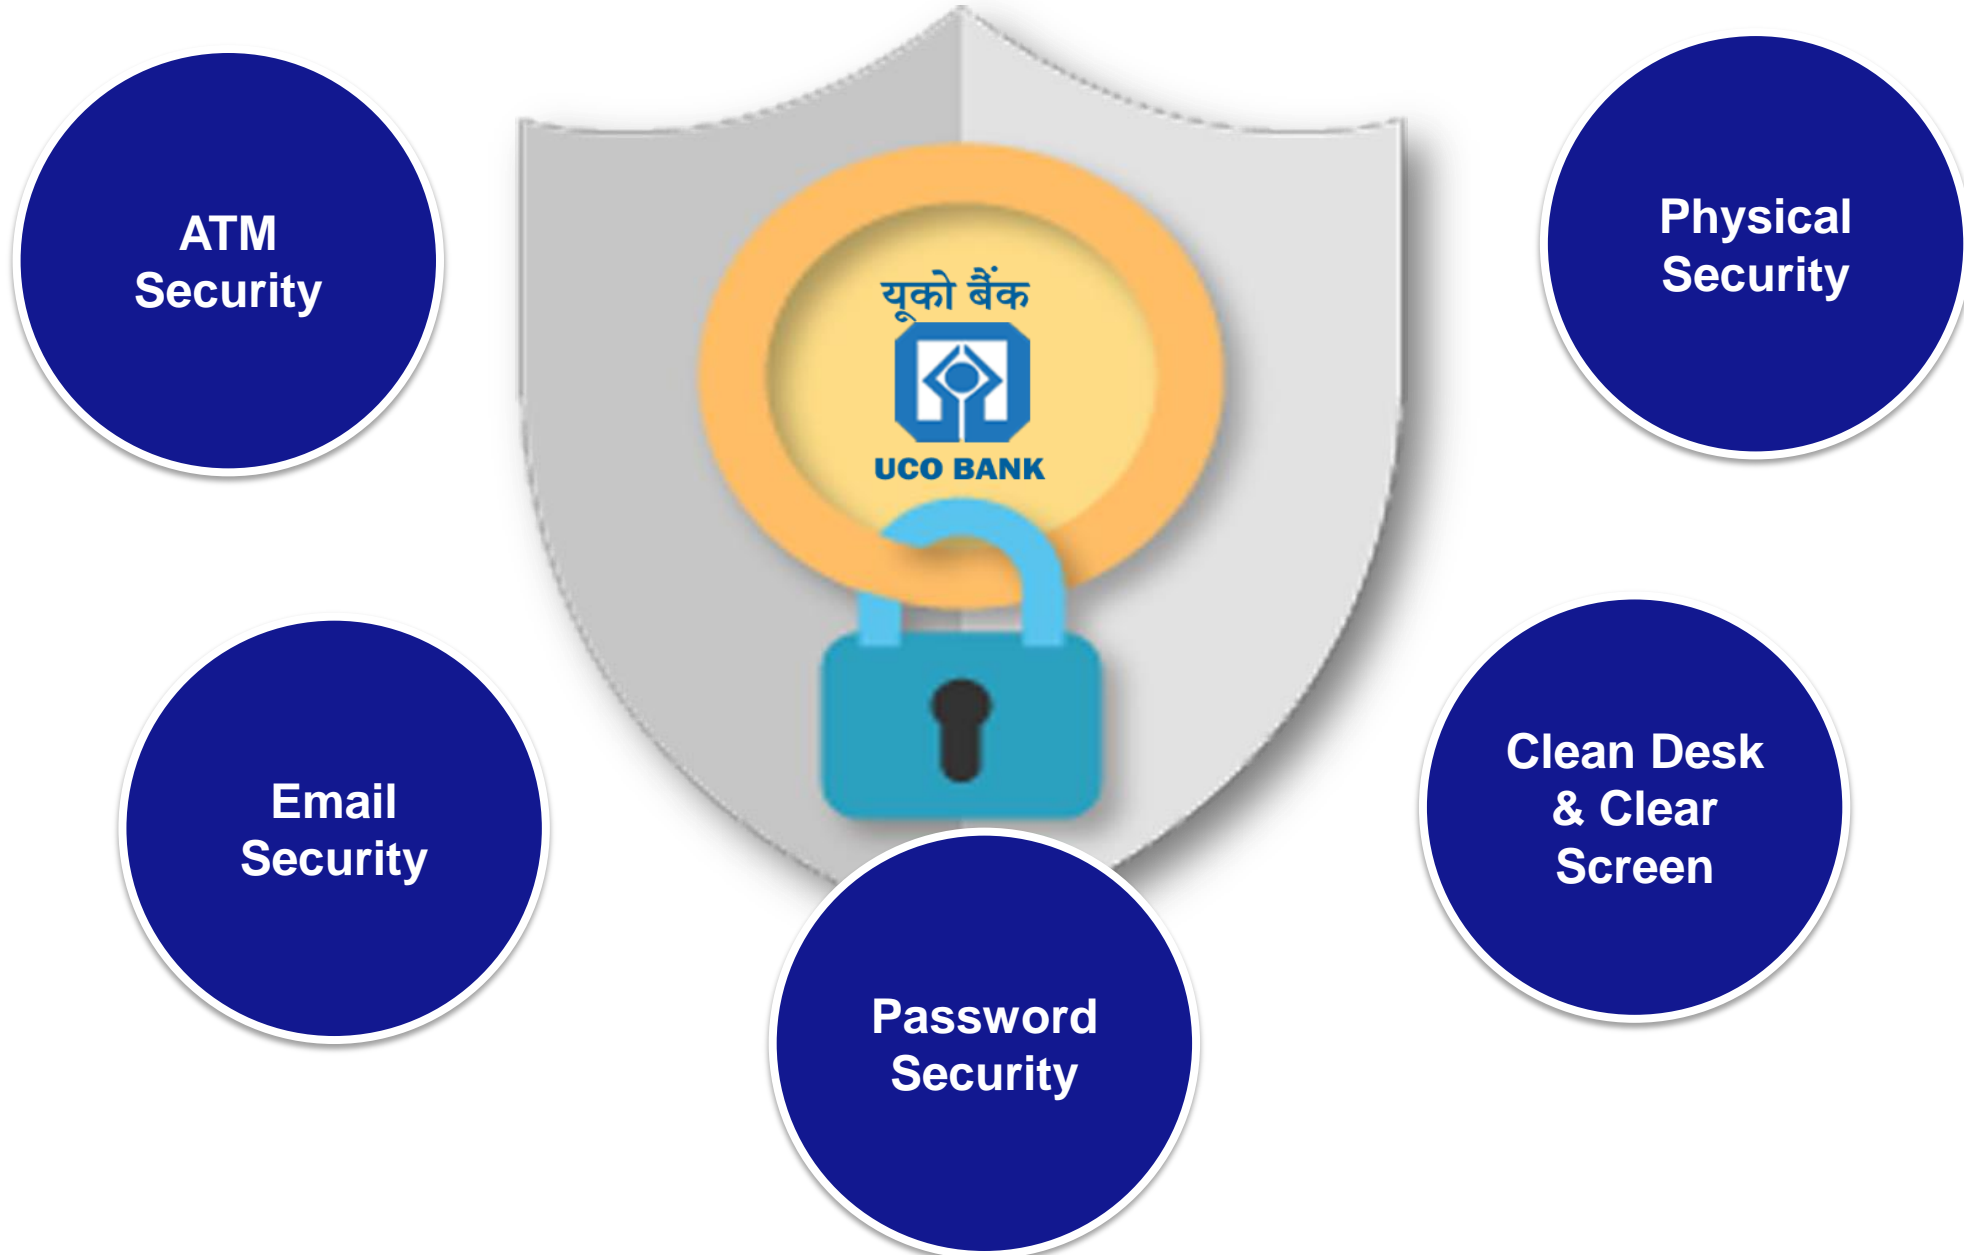 ATM
Security
Physical
Security
यूको बैंक
UCO BANK
Email
Security
Clean Desk
& Clear
Screen
Password
Security